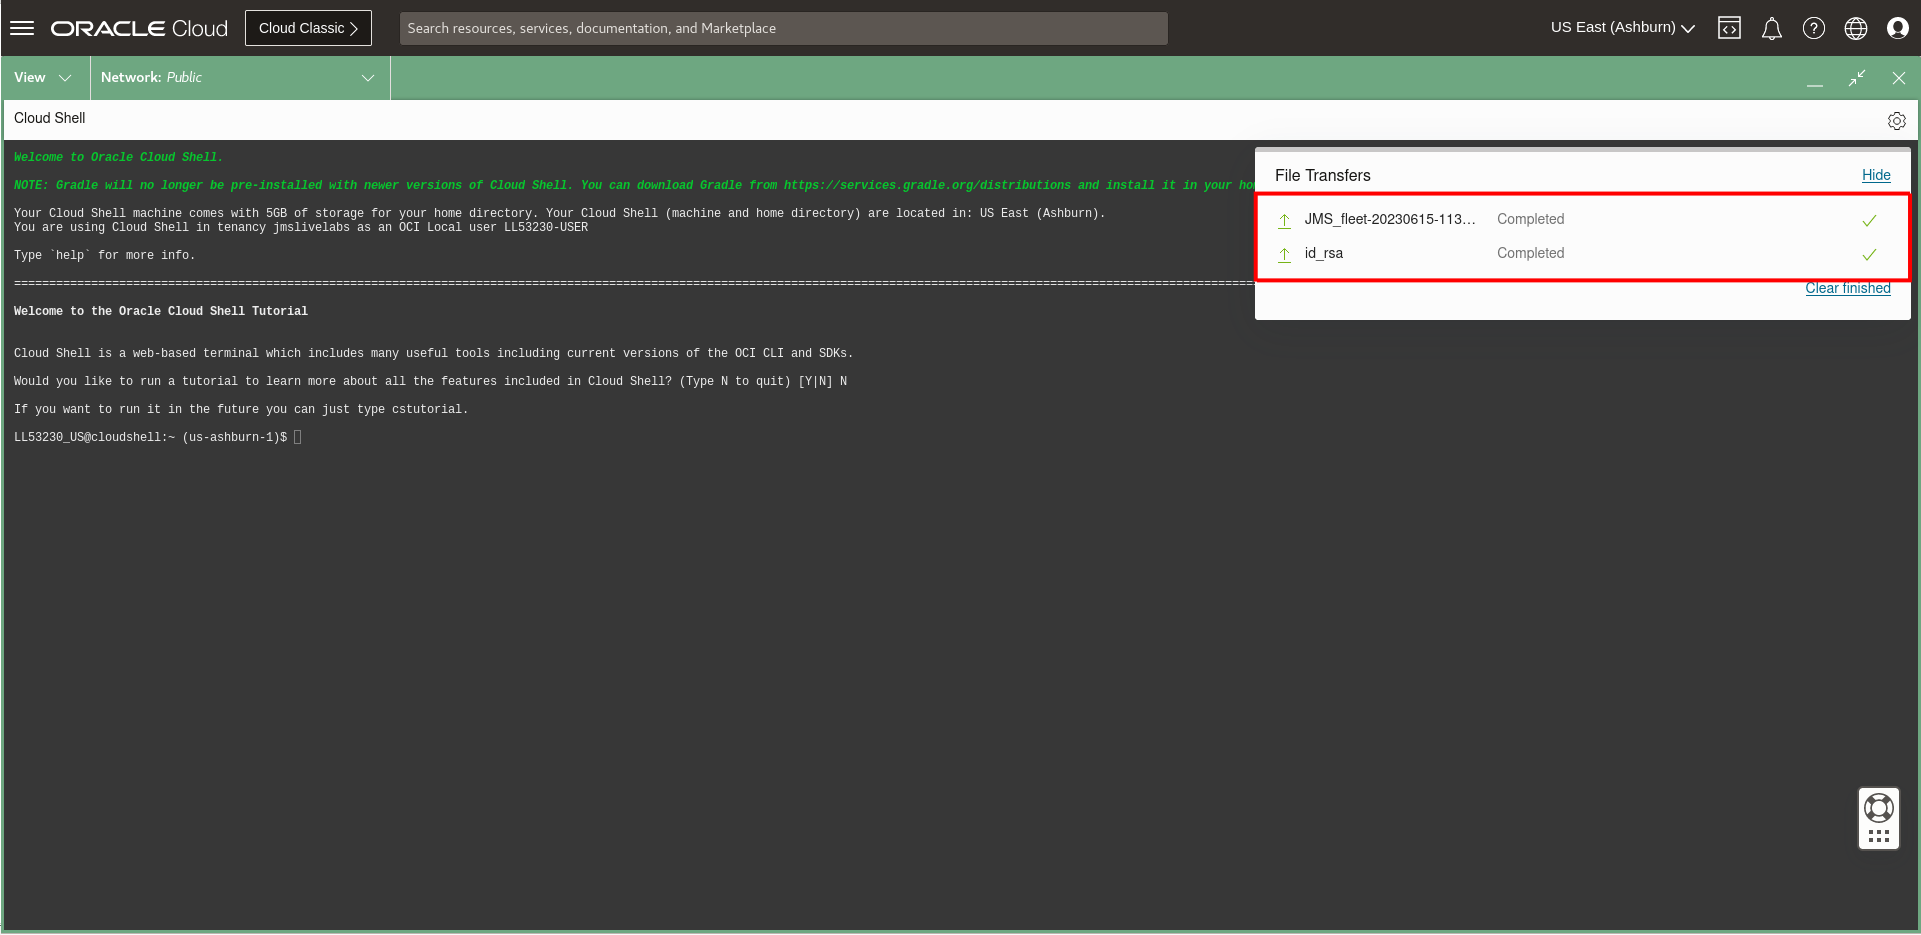 ORACLE Cloud
Cloud Classic
Search resources, services, documentation, and Marketplace
US East (Ashburn)
View
Network: Public
Cloud Shell
Welcome to Oracle Cloud Shell.
NOTE: Gradle will no longer be pre-installed with newer versions of Cloud Shell. You can download Gradle from https://services.gradle.org/distributions and install it in your
Your Cloud Shell machine comes with 5GB of storage for your home directory. Your Cloud Shell (machine and home directory) are located in: US East (Ashburn).
You are using Cloud Shell in tenancy jmslivelabs as an OCI Local user LL53230-USER
Type `help` for more info.
Welcome to the Oracle Cloud Shell Tutorial
Cloud Shell is a web-based terminal which includes many useful tools including current versions of the OCI CLI and SDKs.
Would you like to run a tutorial to learn more about all the features included in Cloud Shell? (Type N to quit) [Y|N] N
If you want to run it in the future you can just type cstutorial.
LL53230_US@cloudshell:~ (us-ashburn-1)$
File Transfers
Hide
JMS_fleet-20230615-113... Completed
id_rsa Completed
Clear finished